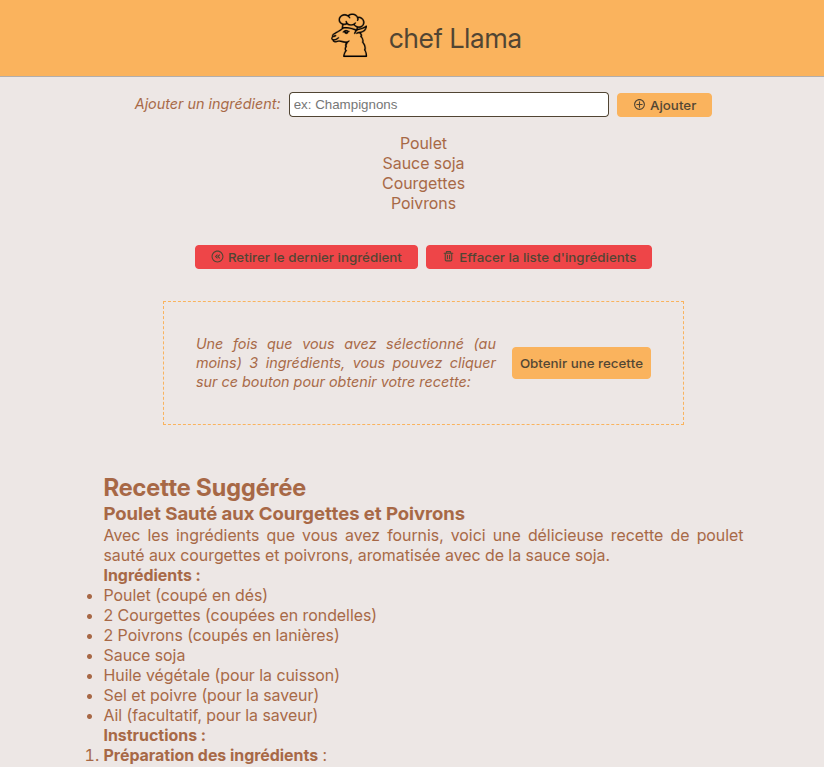 chef Llama
Ajouter un ingrédient: ex: Champignons Ajouter
Poulet
Sauce soja
Courgettes
Poivrons
Retirer le dernier ingrédient Effacer la liste d'ingrédients
Une fois que vous avez sélectionné (au
moins) 3 ingrédients, vous pouvez cliquer
sur ce bouton pour obtenir votre recette:
Obtenir une recette
Recette Suggérée
Poulet Sauté aux Courgettes et Poivrons
Avec les ingrédients que vous avez fournis, voici une délicieuse recette de poulet
sauté aux courgettes et poivrons, aromatisée avec de la sauce soja.
Ingrédients :
• Poulet (coupé en dés)
• 2 Courgettes (coupées en rondelles)
• 2 Poivrons (coupés en lanières)
• Sauce soja
• Huile végétale (pour la cuisson)
• Sel et poivre (pour la saveur)
• Ail (facultatif, pour la saveur)
Instructions :
1. Préparation des ingrédients :